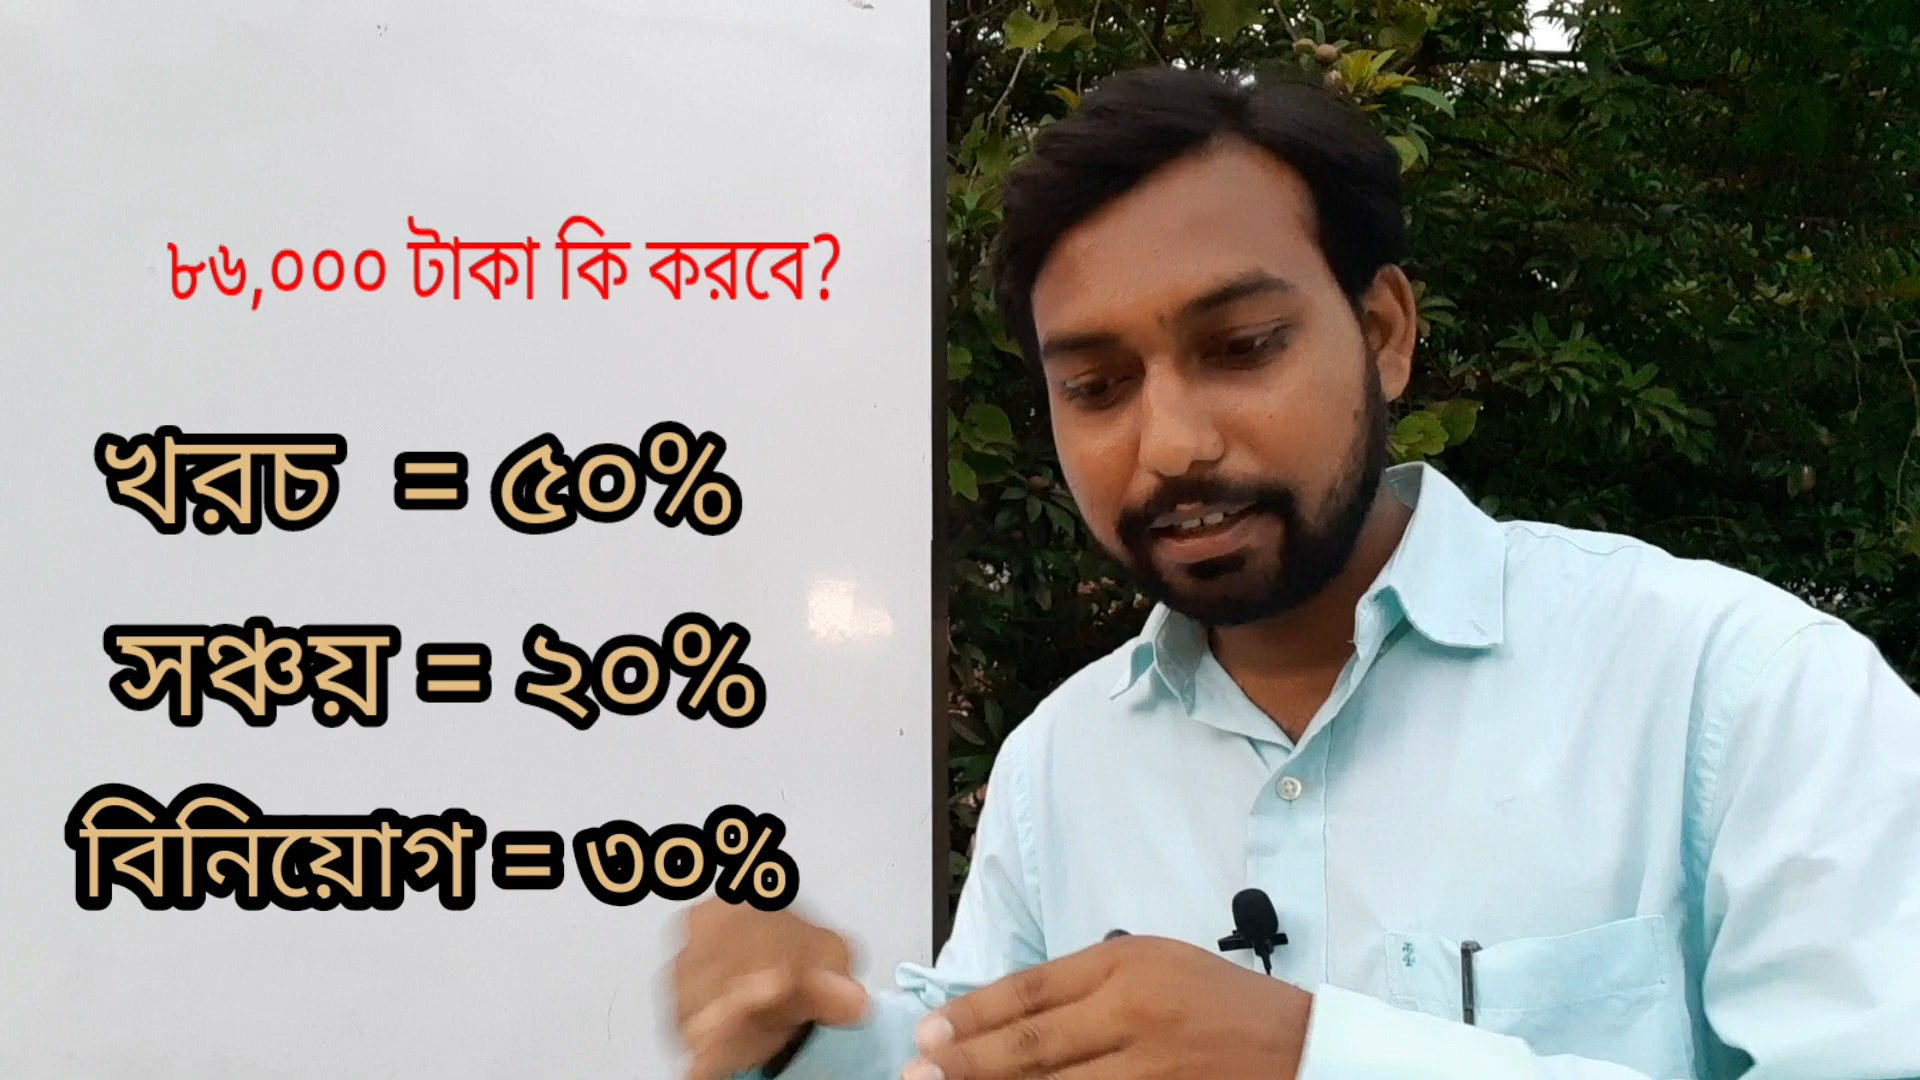 ৮৬,০০০ টাকা কি করবে?
খরচ = ৫০%
সঞ্চয় = ২০%
বিনিয়োগ = ৩০%